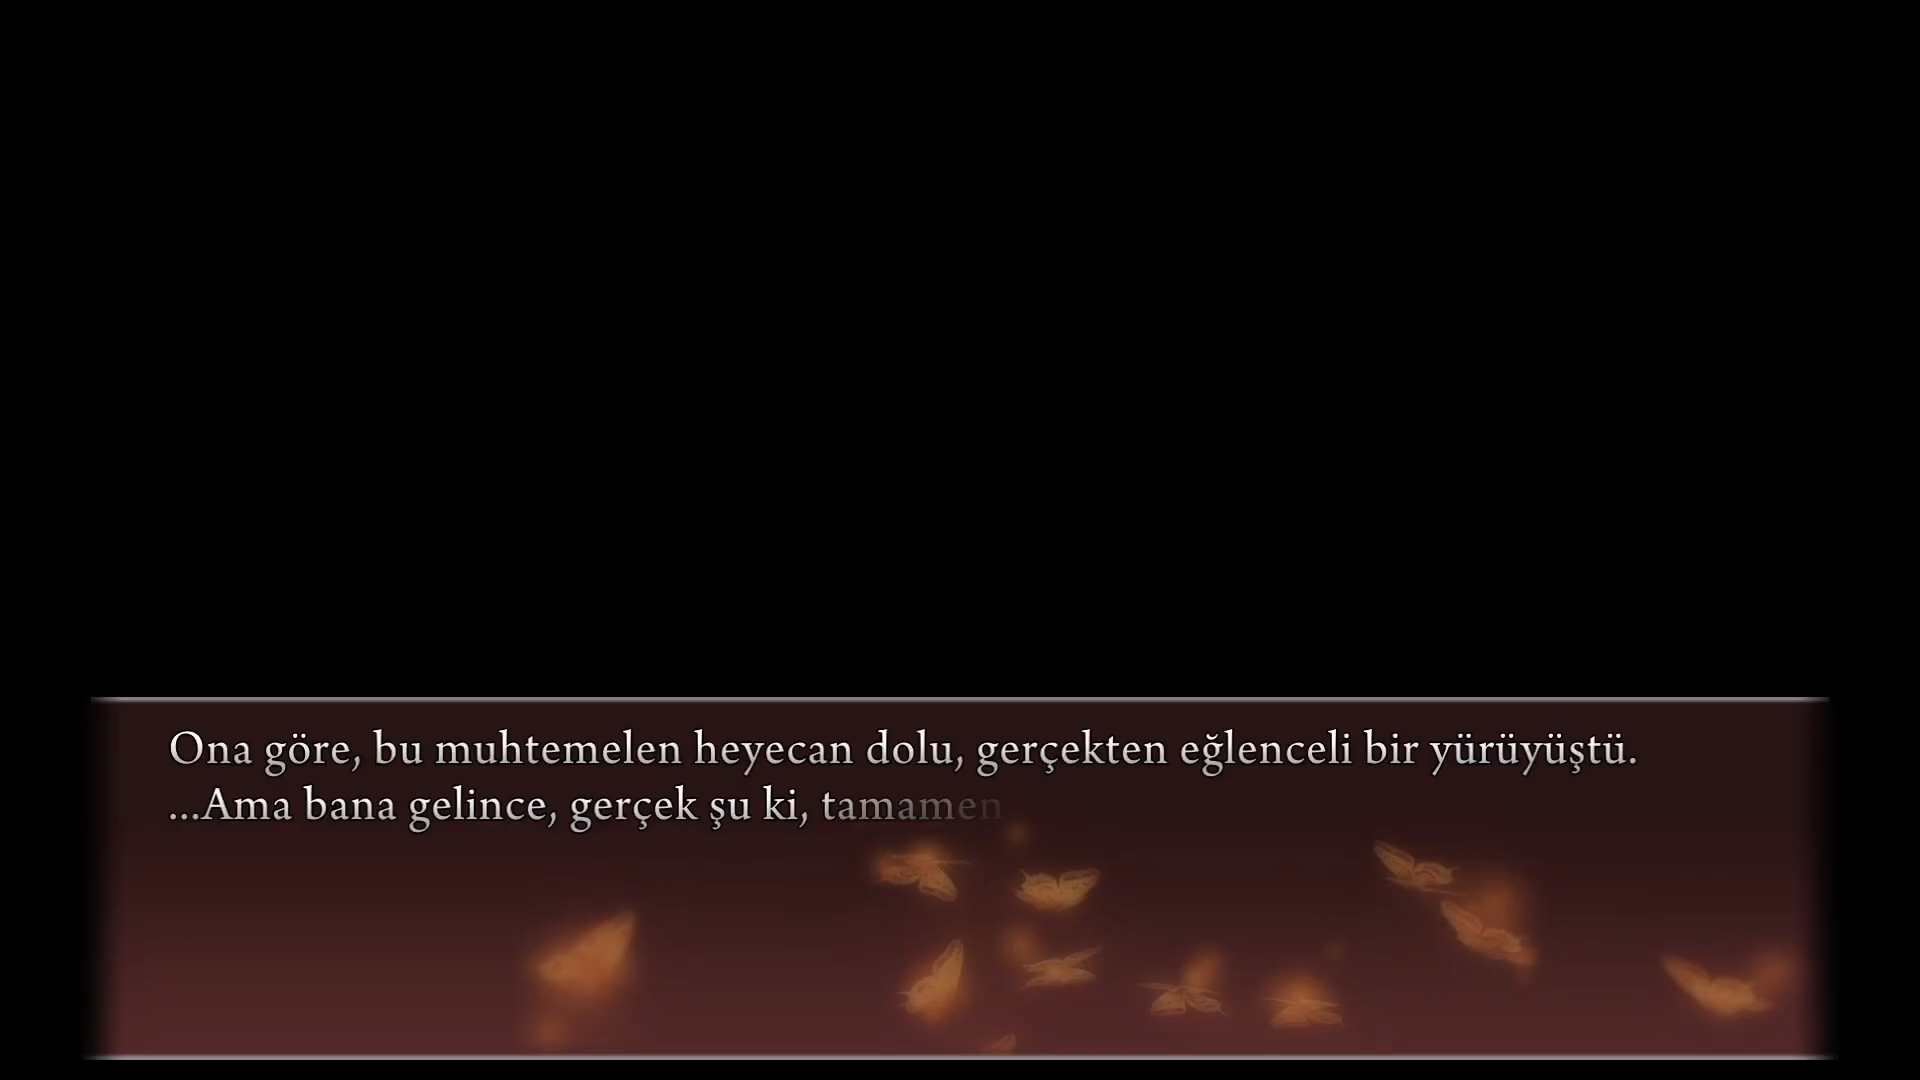 Ona göre, bu muhtemelen heyecan dolu, gerçekten eğlenceli bir yürüyüştü.
...Ama bana gelince, gerçek şu ki, tamamen